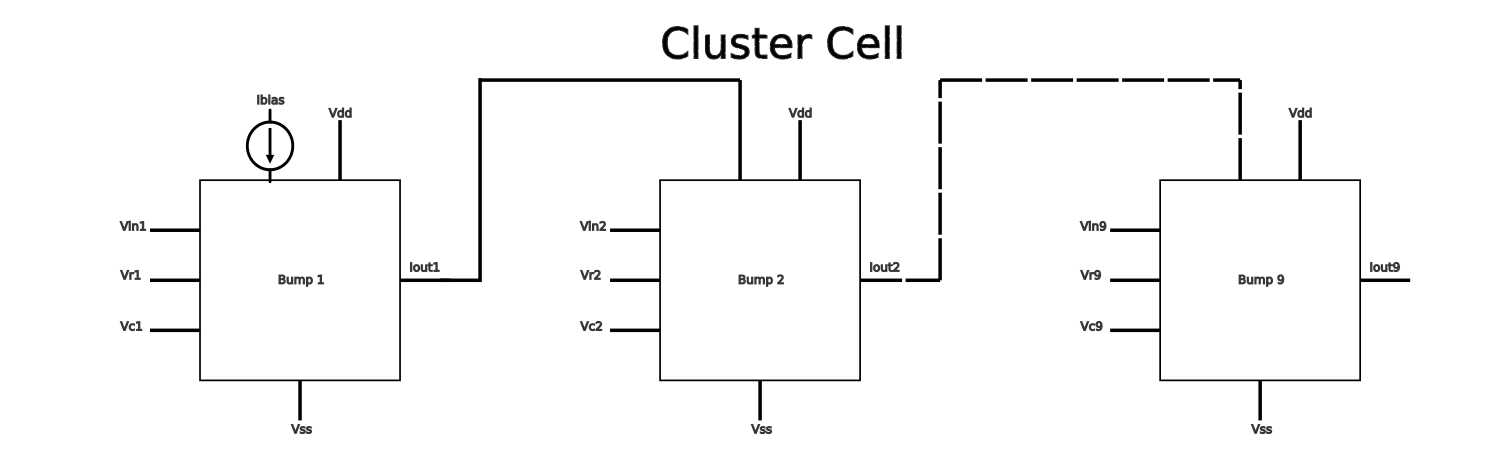 Cluster Cell
Ibias
Vdd
Vdd
Vdd
Vin1
Vin2
Vin9
Iout1
Iout2
Iout9
Vr1
Bump 1
Vr2
Bump 2
Vr9
Bump 9
Vc1
Vc2
Vc9
Vss
Vss
Vss